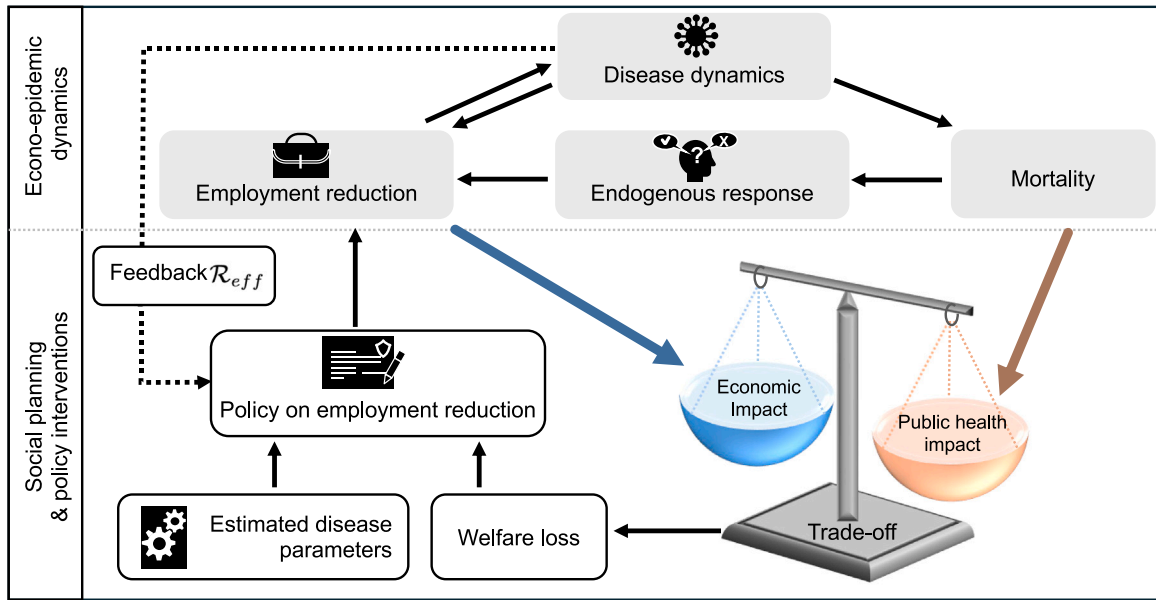 Econo-epidemic
dynamics
Disease dynamics
Employment reduction
?
X
Endogenous response
Mortality
Feedback R_eff
Social planning
& policy interventions
Policy on employment reduction
Economic
Impact
Public health
impact
Estimated disease
parameters
Welfare loss
Trade-off